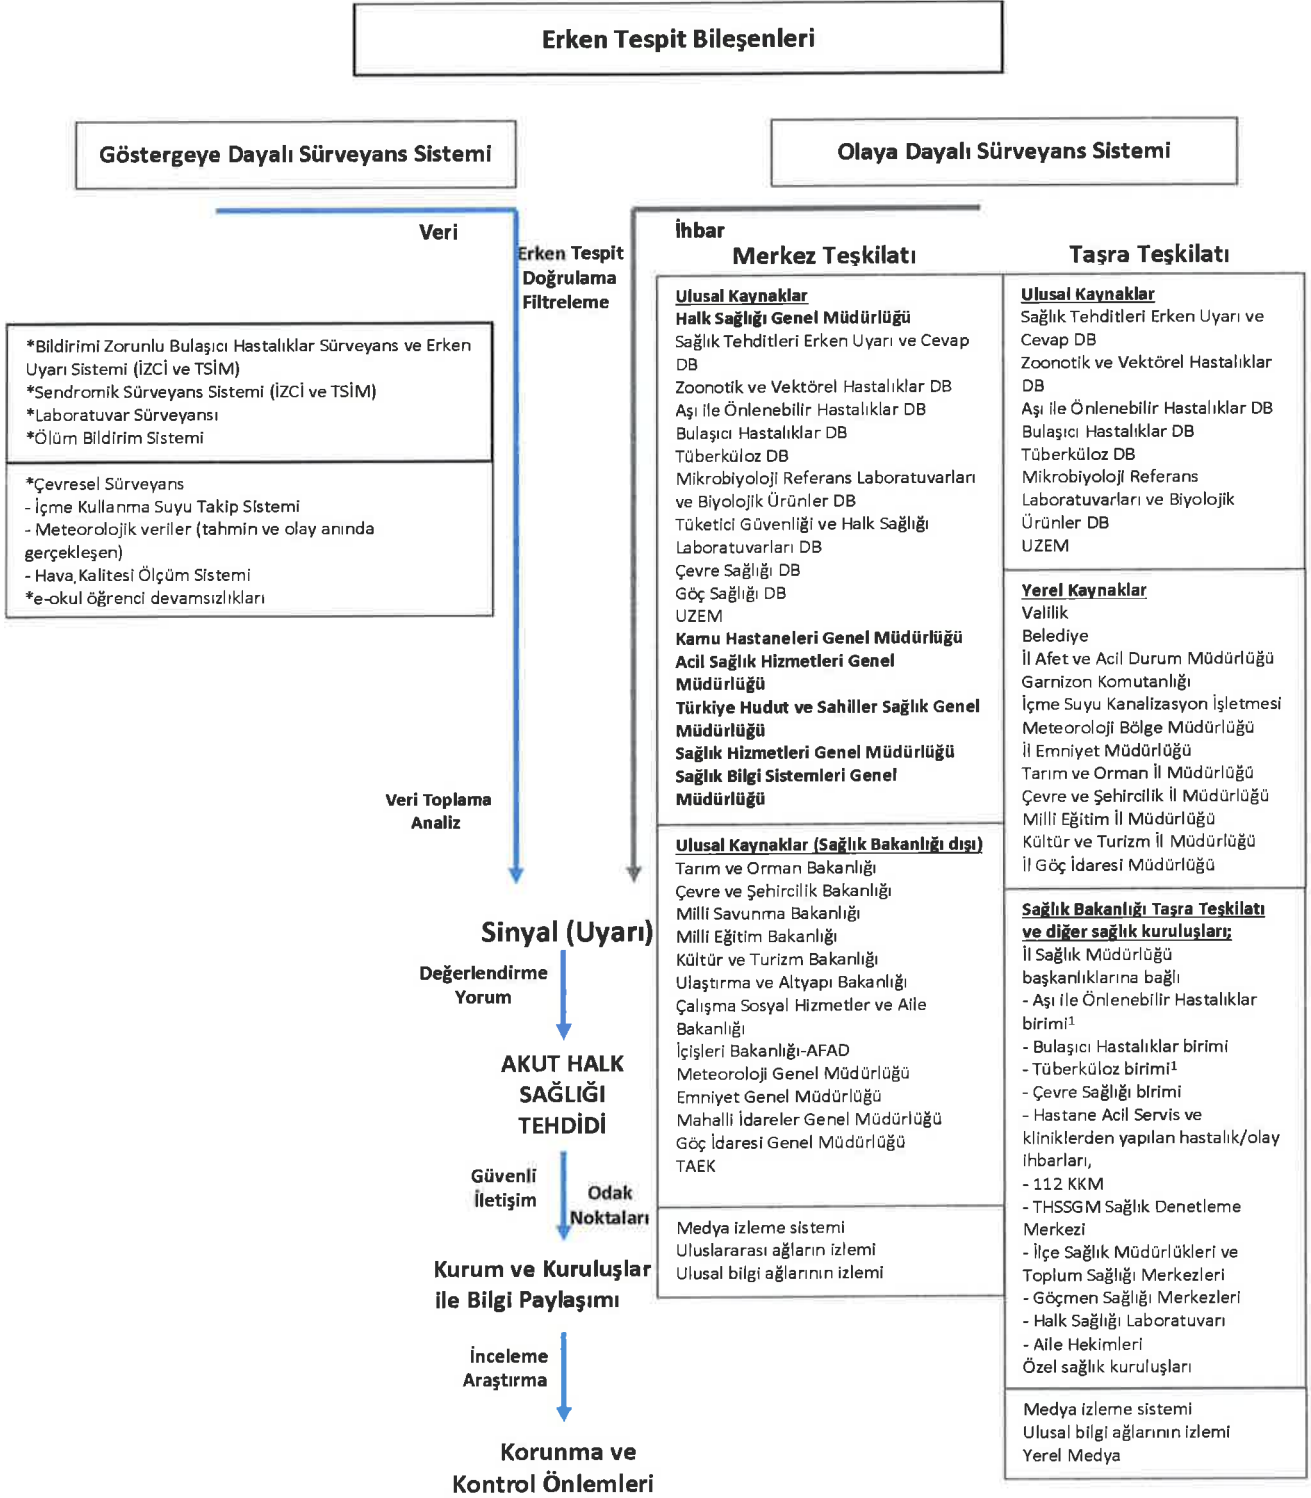 Erken Tespit Bileşenleri
Göstergeye Dayalı Sürveyans Sistemi
Olaya Dayalı Sürveyans Sistemi
Veri
Erken Tespit
Doğrulama
Filtreleme
İhbar
*Bildirimi Zorunlu Bulaşıcı Hastalıklar Sürveyans ve Erken
Uyarı Sistemi (İZCİ ve TSİM)
*Sendromik Sürveyans Sistemi (İZCİ ve TSİM)
*Laboratuvar Sürveyansı
*Ölüm Bildirim Sistemi
*Çevresel Sürveyans
- İçme Kullanma Suyu Takip Sistemi
- Meteorolojik veriler (tahmin ve olay anında
gerçekleşen)
- Hava Kalitesi Ölçüm Sistemi
*e-okul öğrenci devamsızlıkları
Veri Toplama
Analiz
Sinyal (Uyarı)
Değerlendirme
Yorum
AKUT HALK
SAĞLIĞI
TEHDİDİ
Güvenli
İletişim
Odak
Noktaları
Kurum ve Kuruluşlar
ile Bilgi Paylaşımı
İnceleme
Araştırma
Korunma ve
Kontrol Önlemleri
Merkez Teşkilatı
Ulusal Kaynaklar
Halk Sağlığı Genel Müdürlüğü
Sağlık Tehditleri Erken Uyarı ve Cevap
DB
Zoonotik ve Vektörel Hastalıklar DB
Aşı ile Önlenebilir Hastalıklar DB
Bulaşıcı Hastalıklar DB
Tüberküloz DB
Mikrobiyoloji Referans Laboratuvarları
ve Biyolojik Ürünler DB
Tüketici Güvenliği ve Halk Sağlığı
Laboratuvarları DB
Çevre Sağlığı DB
Göç Sağlığı DB
UZEM
Kamu Hastaneleri Genel Müdürlüğü
Acil Sağlık Hizmetleri Genel
Müdürlüğü
Türkiye Hudut ve Sahiller Sağlık Genel
Müdürlüğü
Sağlık Hizmetleri Genel Müdürlüğü
Sağlık Bilgi Sistemleri Genel
Müdürlüğü
Ulusal Kaynaklar (Sağlık Bakanlığı dışı)
Tarım ve Orman Bakanlığı
Çevre ve Şehircilik Bakanlığı
Milli Savunma Bakanlığı
Milli Eğitim Bakanlığı
Kültür ve Turizm Bakanlığı
Ulaştırma ve Altyapı Bakanlığı
Çalışma Sosyal Hizmetler ve Aile
Bakanlığı
İçişleri Bakanlığı-AFAD
Meteoroloji Genel Müdürlüğü
Emniyet Genel Müdürlüğü
Mahalli İdareler Genel Müdürlüğü
Göç İdaresi Genel Müdürlüğü
TAEK
Medya izleme sistemi
Uluslararası ağların izlemi
Ulusal bilgi ağlarının izlemi
Taşra Teşkilatı
Ulusal Kaynaklar
Sağlık Tehditleri Erken Uyarı ve
Cevap DB
Zoonotik ve Vektörel Hastalıklar
DB
Aşı ile Önlenebilir Hastalıklar DB
Bulaşıcı Hastalıklar DB
Tüberküloz DB
Mikrobiyoloji Referans
Laboratuvarları ve Biyolojik
Ürünler DB
UZEM
Yerel Kaynaklar
Valilik
Belediye
İl Afet ve Acil Durum Müdürlüğü
Garnizon Komutanlığı
İçme Suyu Kanalizasyon İşletmesi
Meteoroloji Bölge Müdürlüğü
İl Emniyet Müdürlüğü
Tarım ve Orman İl Müdürlüğü
Çevre ve Şehircilik İl Müdürlüğü
Milli Eğitim İl Müdürlüğü
Kültür ve Turizm İl Müdürlüğü
İl Göç İdaresi Müdürlüğü
Sağlık Bakanlığı Taşra Teşkilatı
ve diğer sağlık kuruluşları;
İl Sağlık Müdürlüğü
başkanlıklarına bağlı
- Aşı ile Önlenebilir Hastalıklar
birimi¹
- Bulaşıcı Hastalıklar birimi
- Tüberküloz birimi¹
- Çevre Sağlığı birimi
- Hastane Acil Servis ve
kliniklerden yapılan hastalık/olay
ihbarları,
- 112 KKM
- THSSGM Sağlık Denetleme
Merkezi
- İlçe Sağlık Müdürlükleri ve
Toplum Sağlığı Merkezleri
- Göçmen Sağlığı Merkezleri
- Halk Sağlığı Laboratuvarı
- Aile Hekimleri
Özel sağlık kuruluşları
Medya izleme sistemi
Ulusal bilgi ağlarının izlemi
Yerel Medya